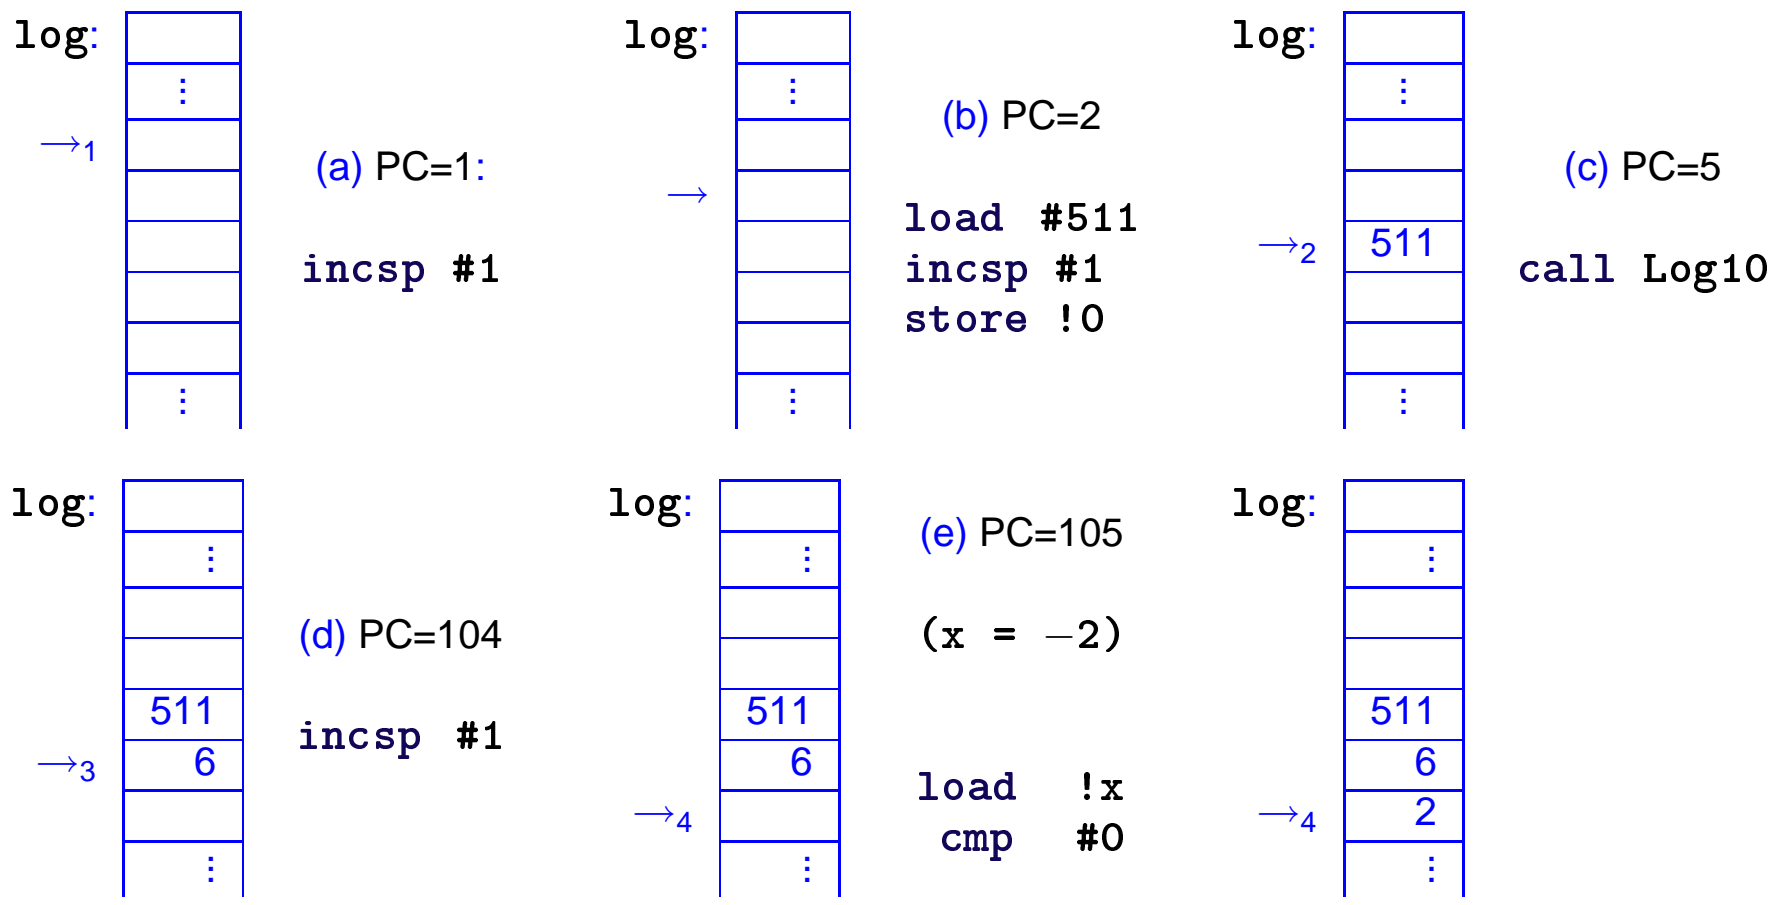 log:
⋮
→1
(a) PC=1:
incsp #1
⋮
log:
⋮
→
(b) PC=2
load #511
incsp #1
store !0
⋮
log:
⋮
→2
511
(c) PC=5
call Log10
⋮
log:
⋮
511
→3
6
(d) PC=104
incsp #1
⋮
log:
⋮
511
6
→4
(e) PC=105
(x = −2)
load !x
cmp #0
⋮
log:
⋮
511
6
→4
2
⋮